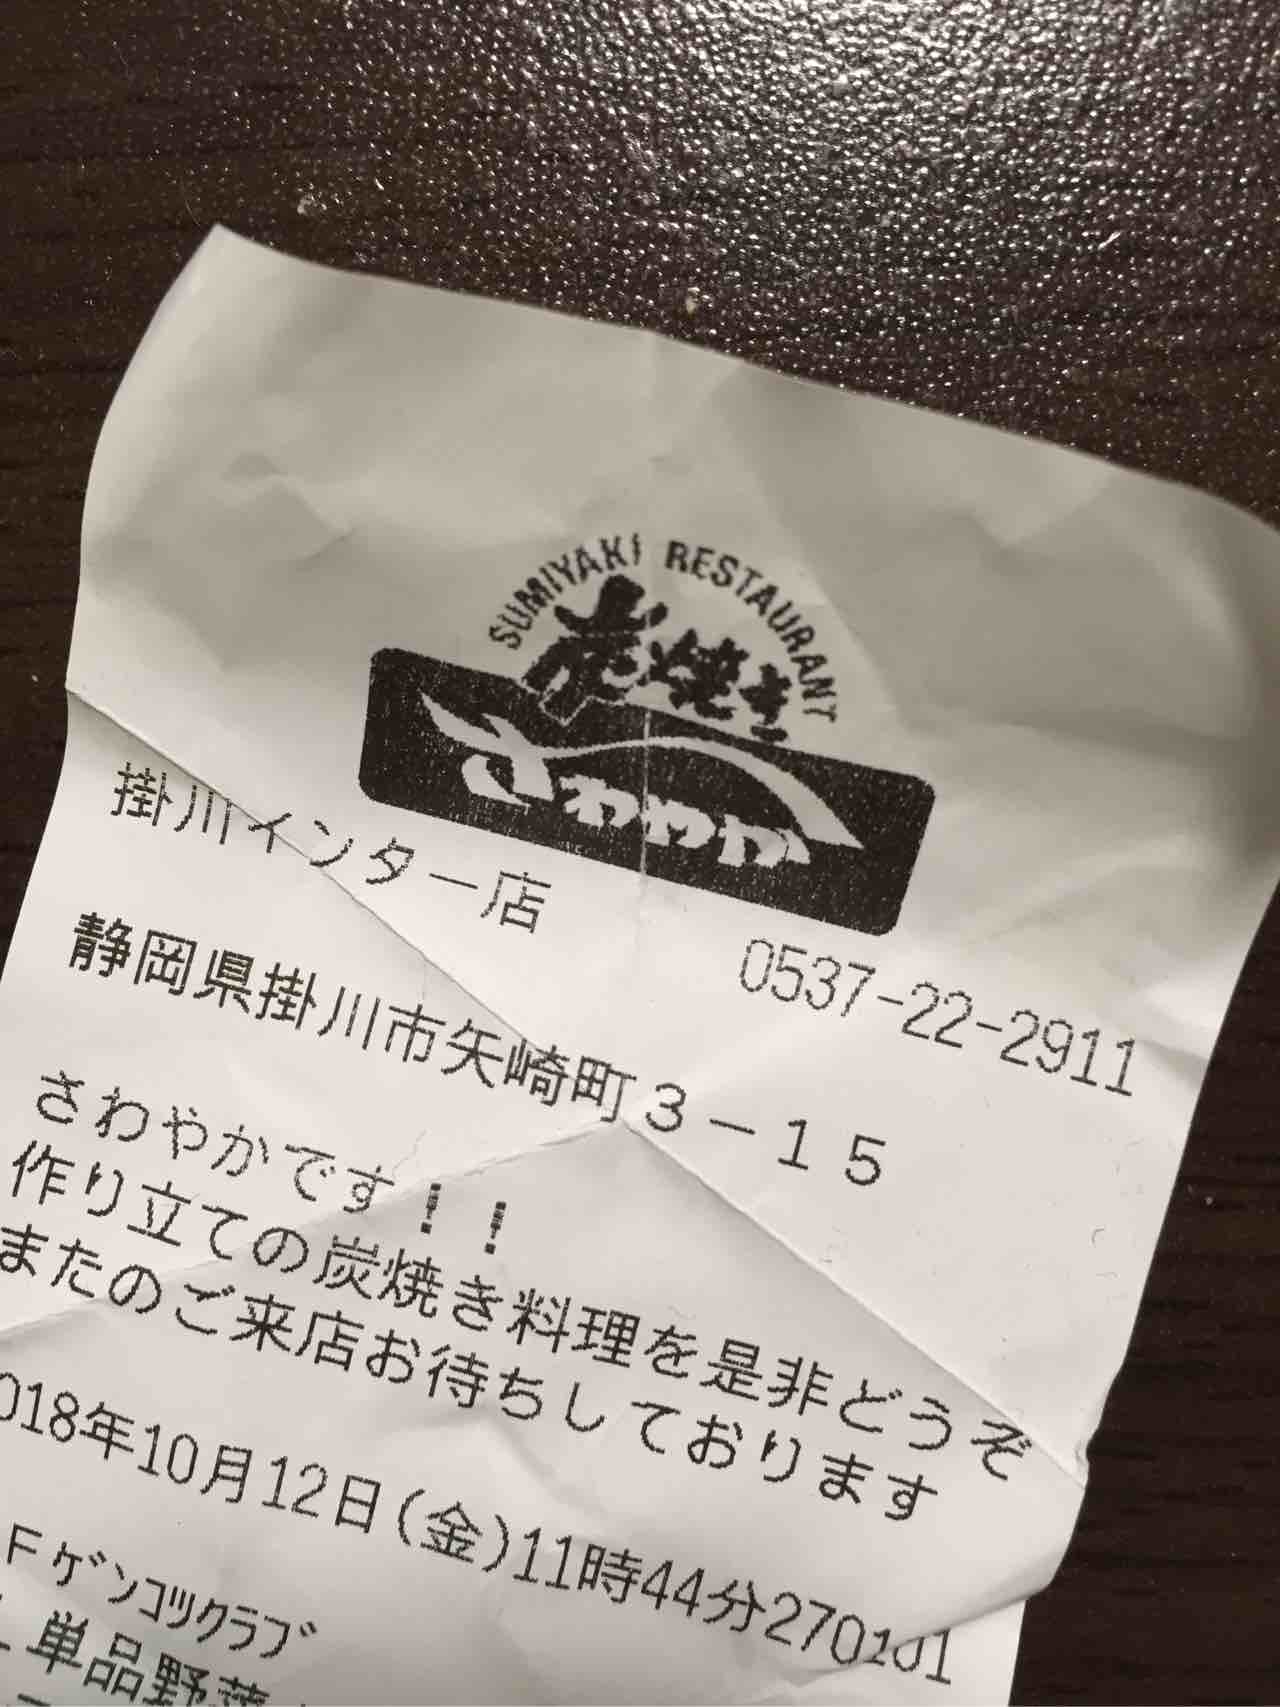 SUMIYAKI RESTAURANT
炭焼き
さわやか
掛川インター店
0537-22-2911
静岡県掛川市矢崎町3-15
さわやかです!!
作り立ての炭焼き料理を是非どうぞ
またのご来店お待ちしております
018年10月12日(金)11時44分270101
Fゲンコツクラブ
単品野菜